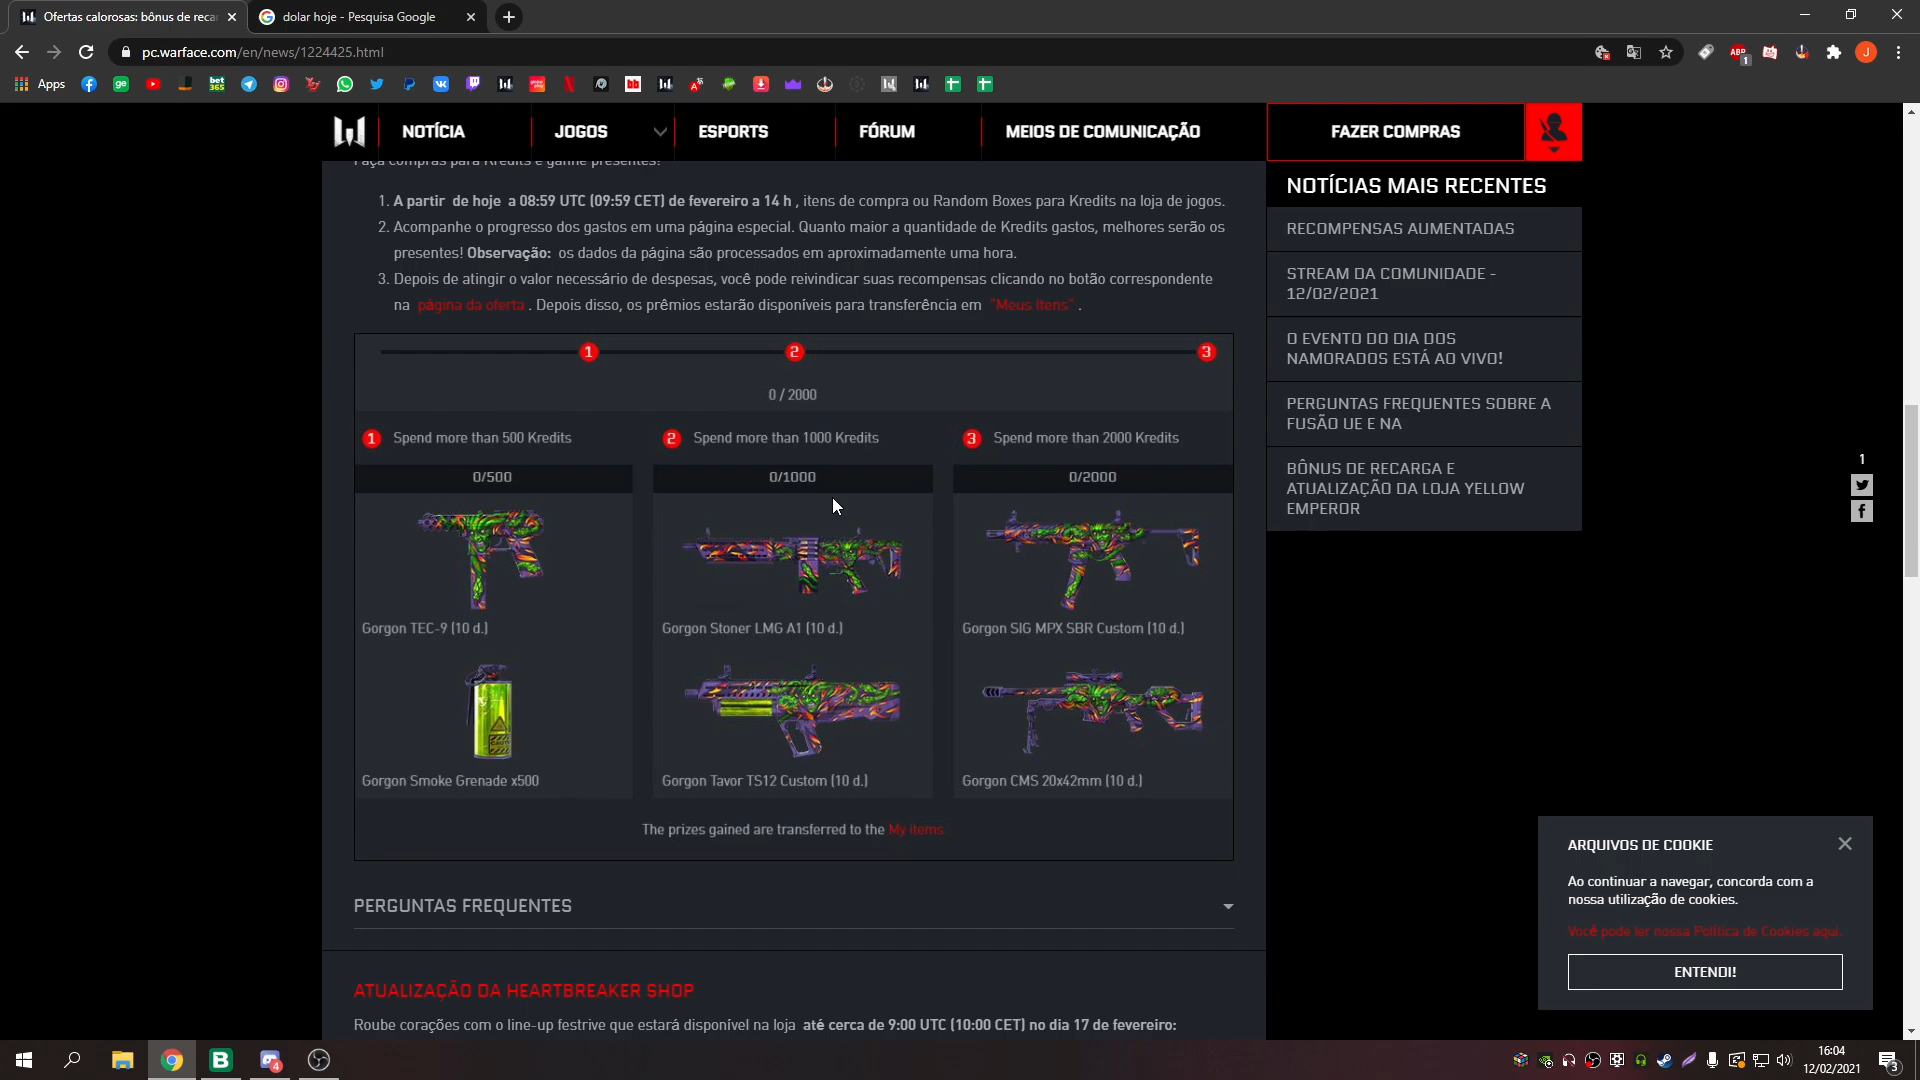 Ofertas calorosas: bônus de reca
dolar hoje - Pesquisa Google
pc.warface.com/en/news/1224425.html
Apps
NOTÍCIA
JOGOS
ESPORTS
FÓRUM
MEIOS DE COMUNICAÇÃO
FAZER COMPRAS
Faça compras para Kredits e ganhe presentes!
1. A partir de hoje a 08:59 UTC (09:59 CET) de fevereiro a 14 h , itens de compra ou Random Boxes para Kredits na loja de jogos.
2. Acompanhe o progresso dos gastos em uma página especial. Quanto maior a quantidade de Kredits gastos, melhores serão os
presentes! Observação: os dados da página são processados em aproximadamente uma hora.
3. Depois de atingir o valor necessário de despesas, você pode reivindicar suas recompensas clicando no botão correspondente
na página da oferta . Depois disso, os prêmios estarão disponíveis para transferência em "Meus Itens" .
1 2 3
0 / 2000
1 Spend more than 500 Kredits
2 Spend more than 1000 Kredits
3 Spend more than 2000 Kredits
0/500
0/1000
0/2000
Gorgon TEC-9 (10 d.)
Gorgon Stoner LMG A1 (10 d.)
Gorgon SIG MPX SBR Custom (10 d.)
Gorgon Smoke Grenade x500
Gorgon Tavor TS12 Custom (10 d.)
Gorgon CMS 20x42mm (10 d.)
The prizes gained are transferred to the My items
PERGUNTAS FREQUENTES
ATUALIZAÇÃO DA HEARTBREAKER SHOP
Roube corações com o line-up festrive que estará disponível na loja até cerca de 9:00 UTC (10:00 CET) no dia 17 de fevereiro:
NOTÍCIAS MAIS RECENTES
RECOMPENSAS AUMENTADAS
STREAM DA COMUNIDADE -
12/02/2021
O EVENTO DO DIA DOS
NAMORADOS ESTÁ AO VIVO!
PERGUNTAS FREQUENTES SOBRE A
FUSÃO UE E NA
BÔNUS DE RECARGA E
ATUALIZAÇÃO DA LOJA YELLOW
EMPEROR
1
ARQUIVOS DE COOKIE
Ao continuar a navegar, concorda com a
nossa utilização de cookies.
Você pode ler nossa Política de Cookies aqui.
ENTENDI!
16:04
12/02/2021